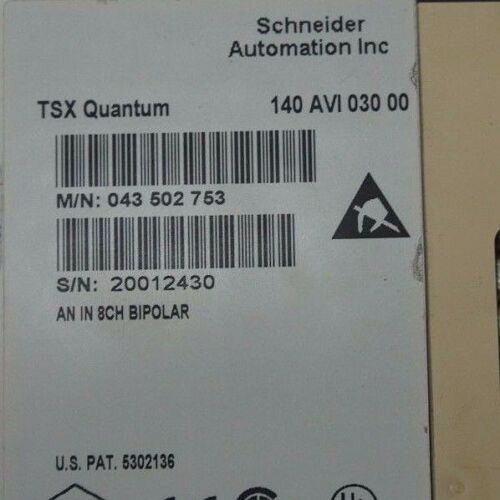 Schneider
Automation Inc
TSX Quantum 140 AVI 030 00
M/N: 043 502 753
S/N: 20012430
AN IN 8CH BIPOLAR
U.S. PAT. 5302136